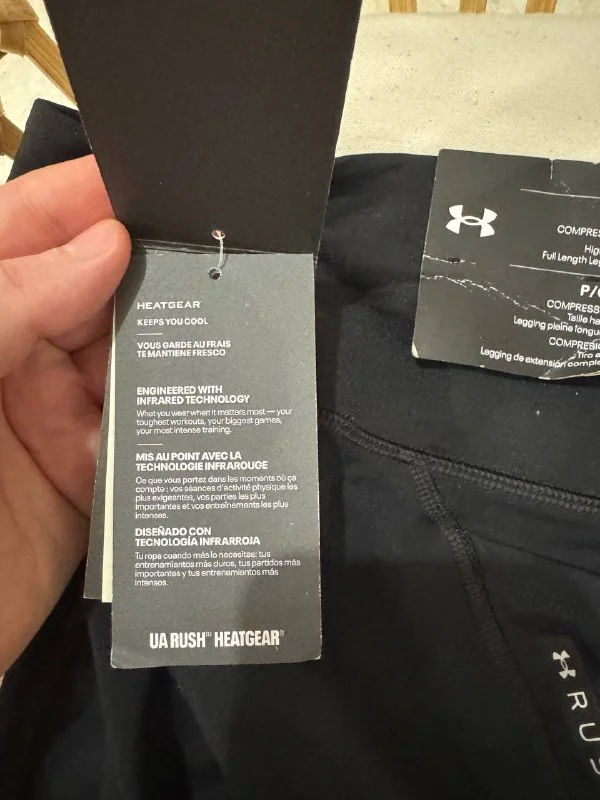 HEATGEAR
KEEPS YOU COOL
VOUS GARDE AU FRAIS
TE MANTIENE FRESCO
ENGINEERED WITH
INFRARED TECHNOLOGY
What you wear when it matters most — your
toughest workouts, your biggest games,
your most intense training.
MIS AU POINT AVEC LA
TECHNOLOGIE INFRAROUGE
Ce que vous portez dans les moments où ça
compte : vos séances d'activité physique les
plus exigeantes, vos parties les plus
importantes et vos entraînements les plus
intenses.
DISEÑADO CON
TECNOLOGÍA INFRARROJA
Tu ropa cuando más lo necesitas: tus
entrenamientos más duros, tus partidos más
importantes y tus entrenamientos más
intensos.
UA RUSH™ HEATGEAR®
COMPRES
Hig
Full Length Le
P/
COMPRESS
Taille ha
Legging pleine longu
COMPRESI
Tiro a
Legging de extensión comple
RUS